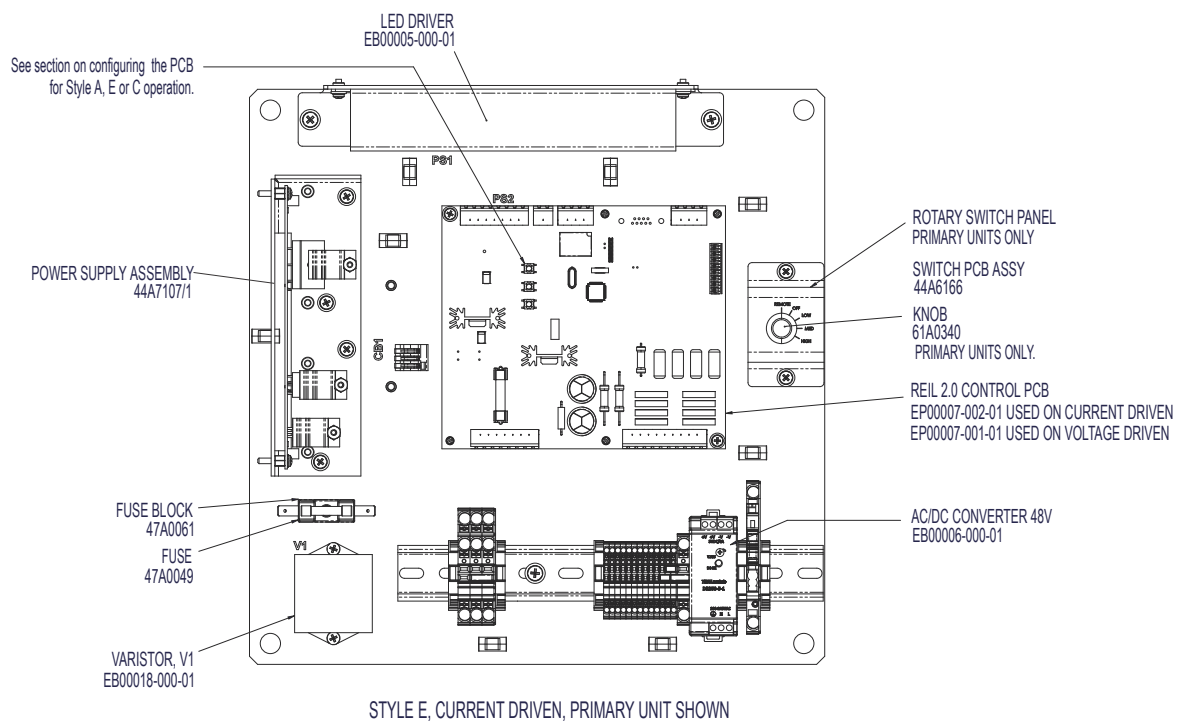 LED DRIVER
EB00005-000-01
See section on configuring the PCB
for Style A, E or C operation.
PS1
PS2
ROTARY SWITCH PANEL
PRIMARY UNITS ONLY
SWITCH PCB ASSY
44A6166
KNOB
61A0340
PRIMARY UNITS ONLY.
REMOTE
OFF
LOW
MED
HIGH
POWER SUPPLY ASSEMBLY
44A7107/1
CB1
REIL 2.0 CONTROL PCB
EP00007-002-01 USED ON CURRENT DRIVEN
EP00007-001-01 USED ON VOLTAGE DRIVEN
FUSE BLOCK
47A0061
FUSE
47A0049
V1
AC/DC CONVERTER 48V
EB00006-000-01
VARISTOR, V1
EB00018-000-01
STYLE E, CURRENT DRIVEN, PRIMARY UNIT SHOWN